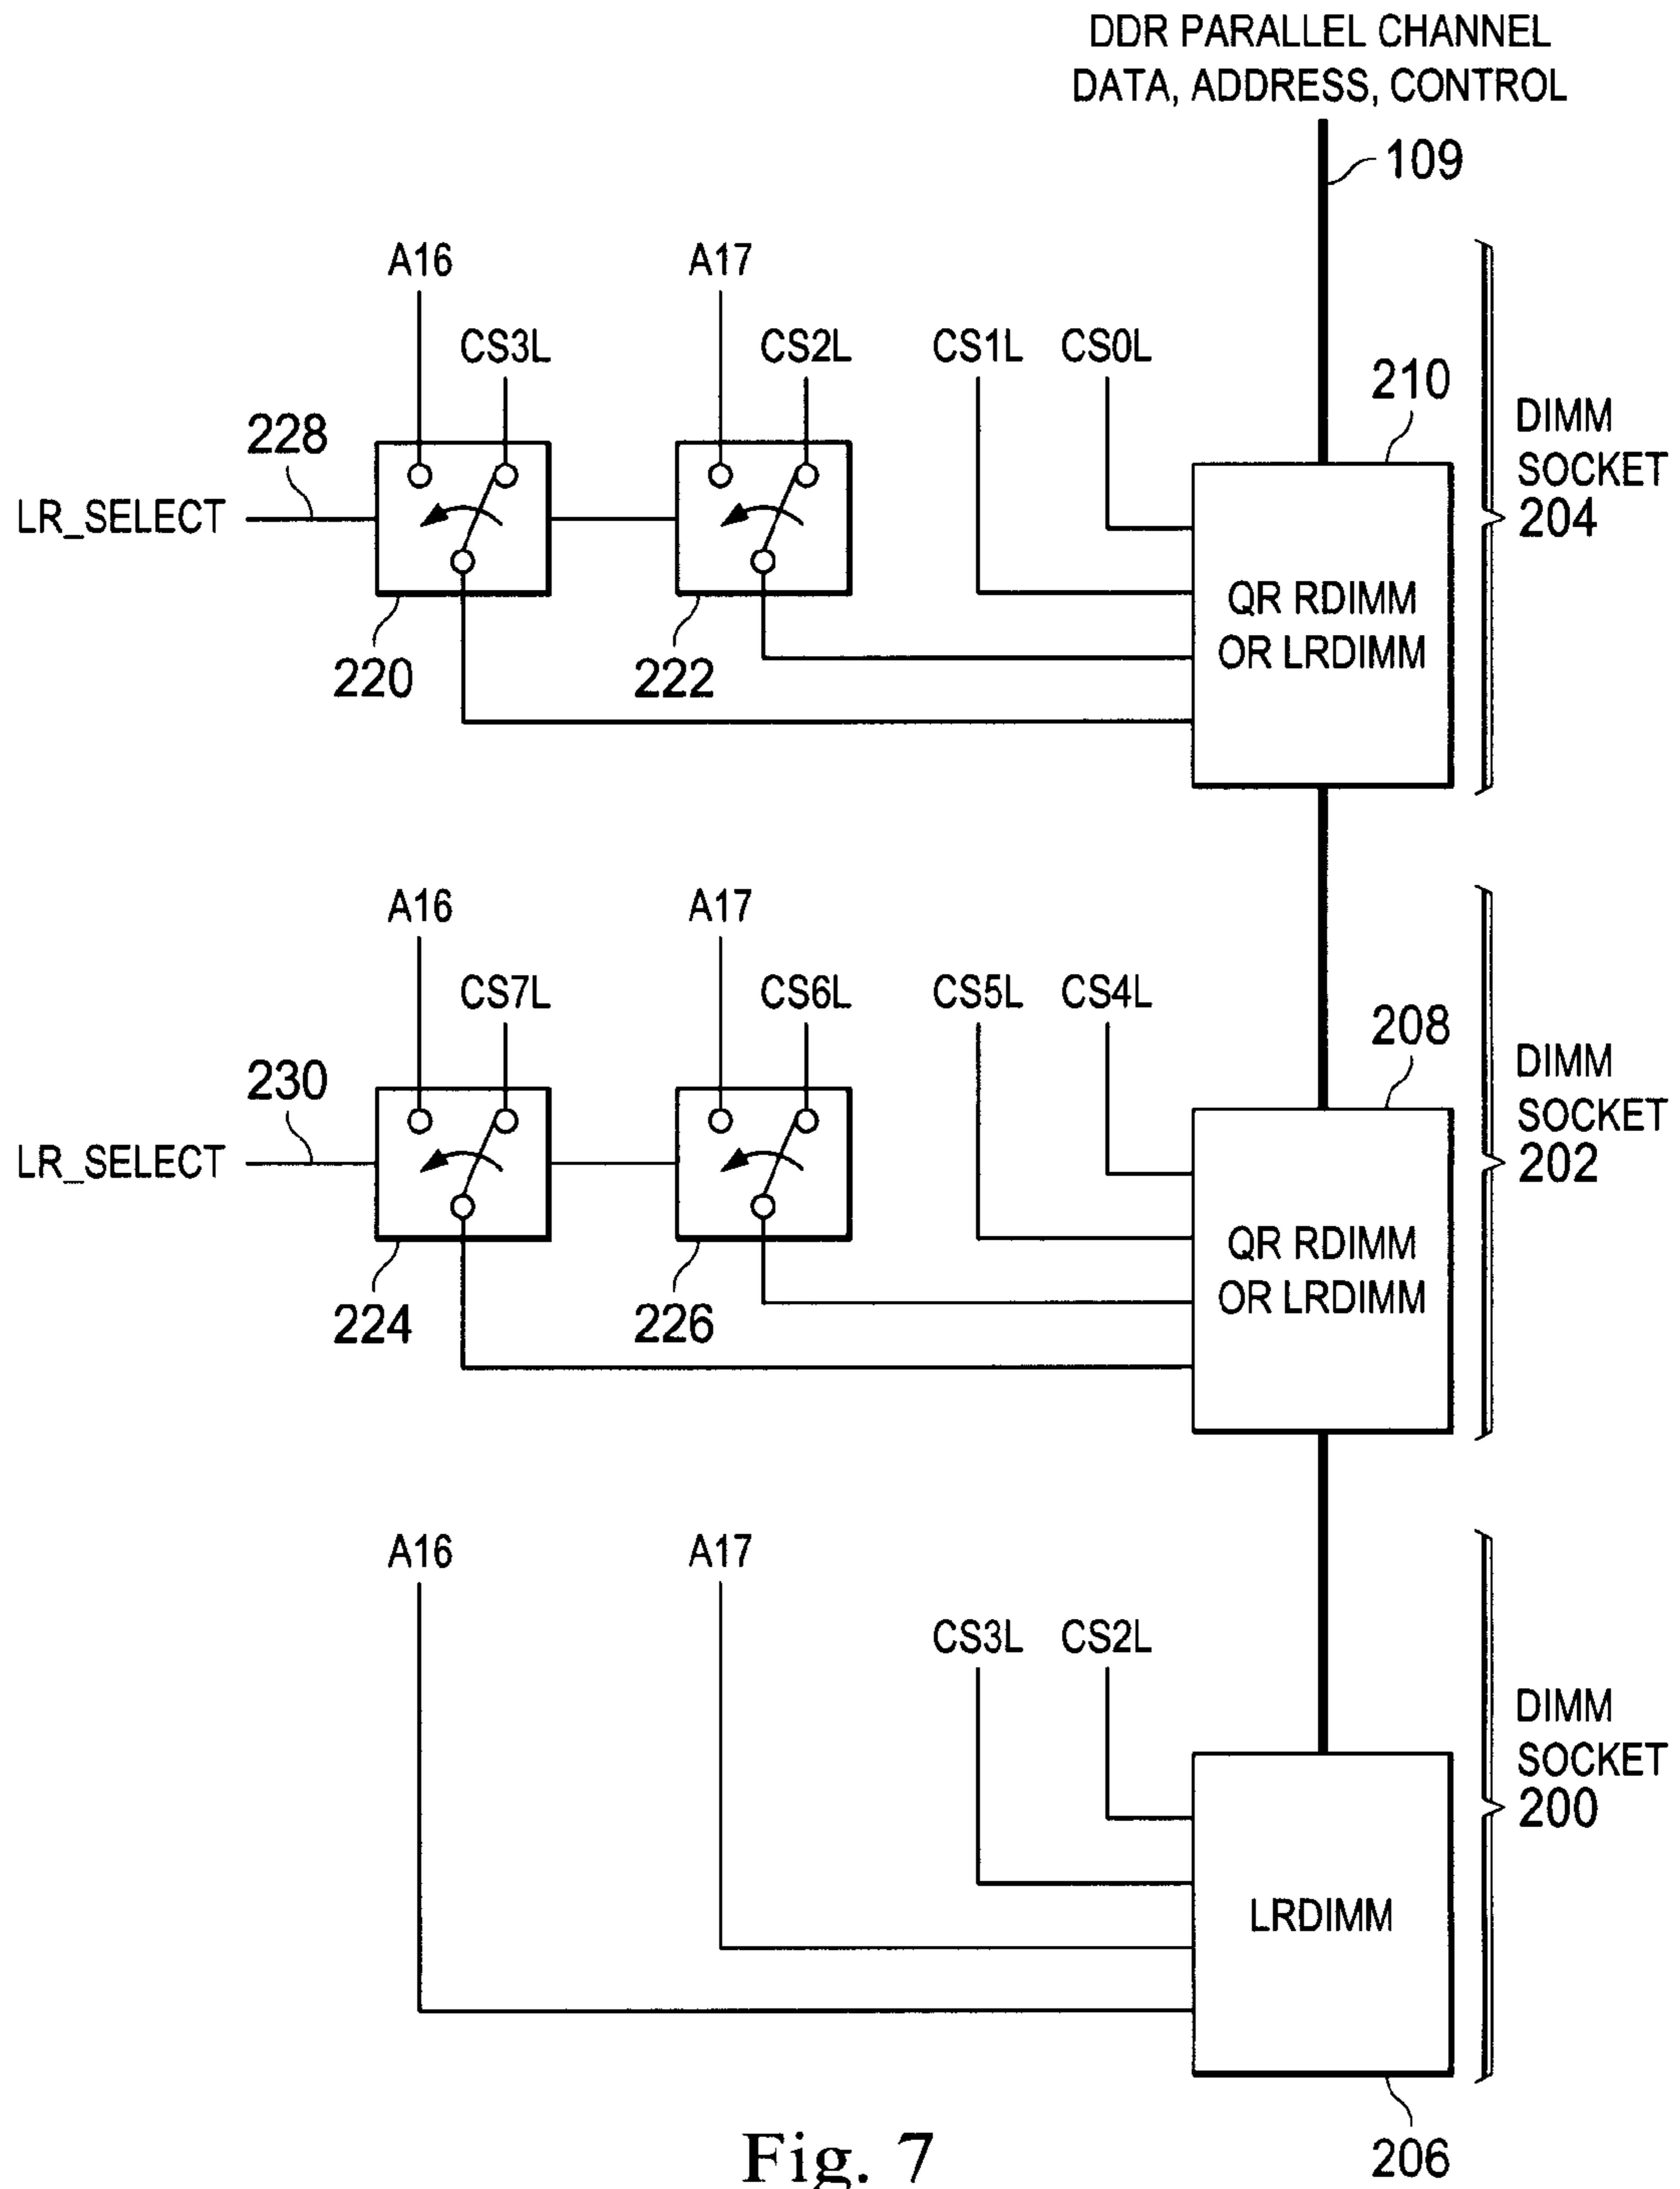 DDR PARALLEL CHANNEL
DATA, ADDRESS, CONTROL
109
A16
A17
CS3L
CS2L
CS1L
CS0L
210
228
LR_SELECT
DIMM
SOCKET
204
QR RDIMM
OR LRDIMM
220
222
A16
A17
CS7L
CS6L
CS5L
CS4L
208
230
LR_SELECT
DIMM
SOCKET
202
QR RDIMM
OR LRDIMM
224
226
A16
A17
CS3L
CS2L
DIMM
SOCKET
200
LRDIMM
206
Fig. 7